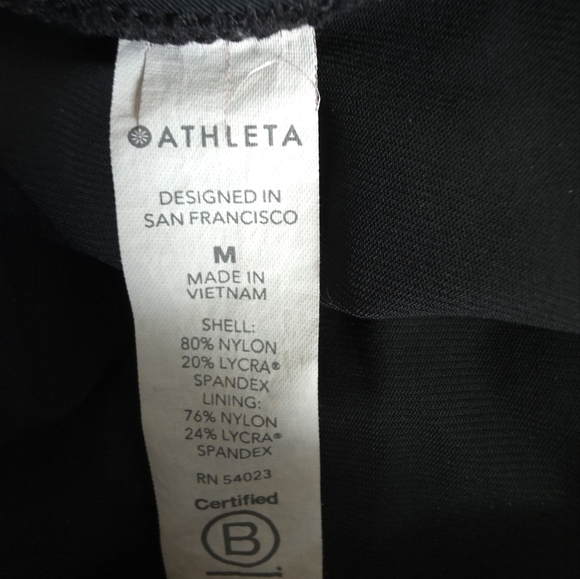 ATHLETA
DESIGNED IN
SAN FRANCISCO
M
MADE IN
VIETNAM
SHELL:
80% NYLON
20% LYCRA®
SPANDEX
LINING:
76% NYLON
24% LYCRA®
SPANDEX
RN 54023
Certified
B